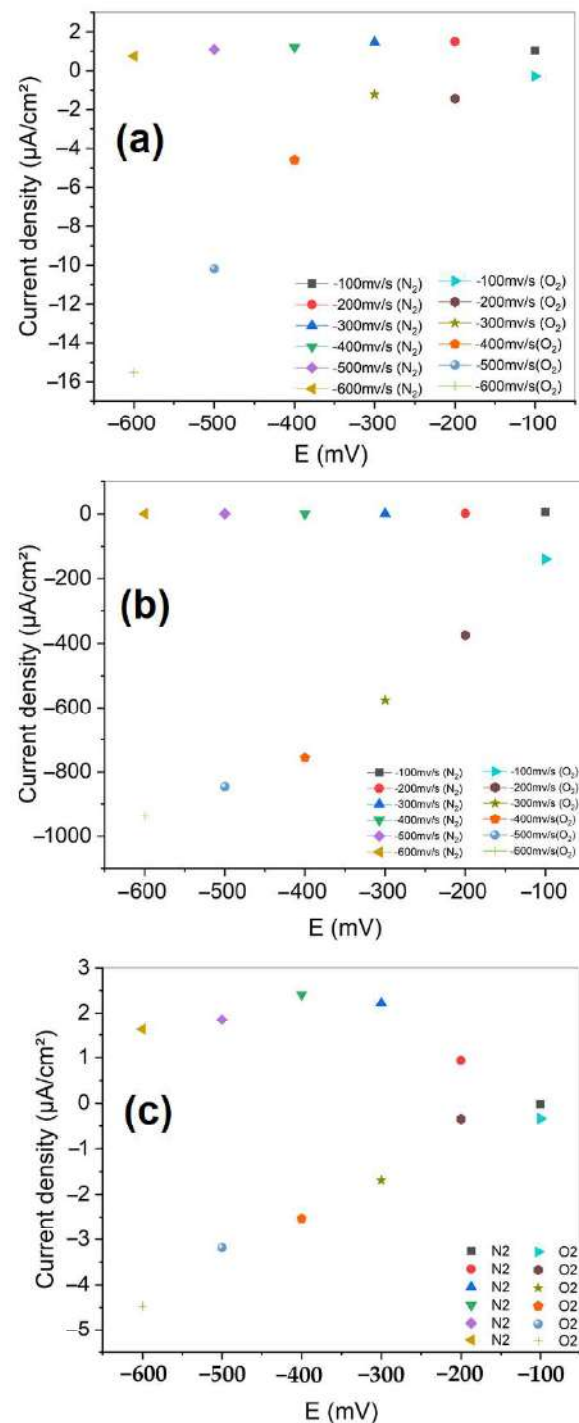 2
0
−2
−4
−6
−8
−10
−12
−14
−16
Current density (µA/cm²)
(a)
-100mv/s (N₂) -100mv/s (O₂)
-200mv/s (N₂) -200mv/s (O₂)
-300mv/s (N₂) -300mv/s (O₂)
-400mv/s (N₂) -400mv/s(O₂)
-500mv/s (N₂) -500mv/s(O₂)
-600mv/s (N₂) -600mv/s(O₂)
−600 −500 −400 −300 −200 −100
E (mV)
0
−200
−400
−600
−800
−1000
Current density (µA/cm²)
(b)
-100mv/s (N₂) -100mv/s (O₂)
-200mv/s (N₂) -200mv/s (O₂)
-300mv/s (N₂) -300mv/s (O₂)
-400mv/s (N₂) -400mv/s(O₂)
-500mv/s (N₂) -500mv/s(O₂)
-600mv/s (N₂) -600mv/s(O₂)
−600 −500 −400 −300 −200 −100
E (mV)
3
2
1
0
−1
−2
−3
−4
−5
Current density (µA/cm²)
(c)
N2 O2
N2 O2
N2 O2
N2 O2
N2 O2
N2 O2
−600 −500 −400 −300 −200 −100
E (mV)